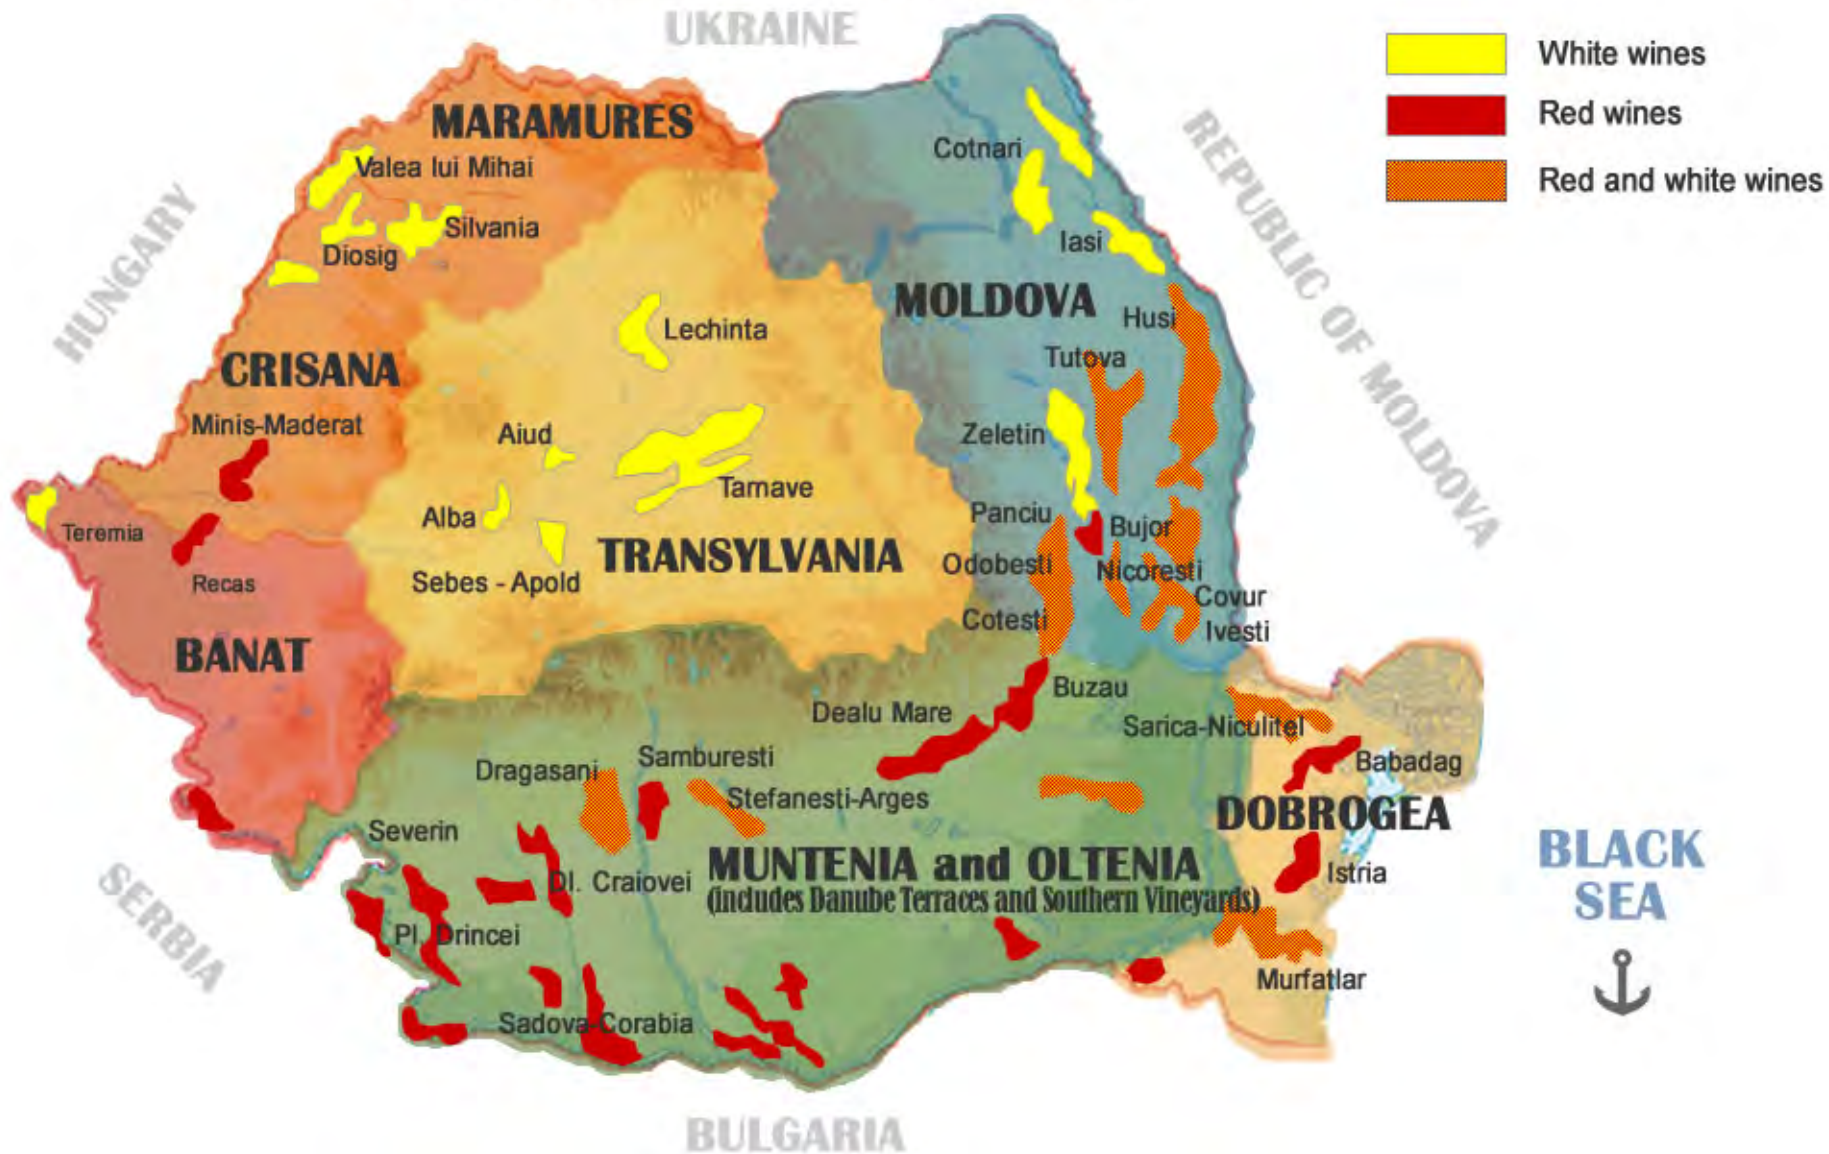 UKRAINE
White wines
Red wines
Red and white wines
MARAMURES
Valea lui Mihai
Cotnari
REPUBLIC OF MOLDOVA
HUNGARY
Silvania
Diosig
Iasi
MOLDOVA
Husi
Lechinta
Tutova
CRISANA
Minis-Maderat
Aiud
Zeletin
Tarnave
Alba
Panciu
Bujor
Teremia
TRANSYLVANIA
Odobesti
Nicoresti
Recas
Sebes - Apold
Covur
Cotesti
Ivesti
BANAT
Buzau
Dealu Mare
Sarica-Niculitel
Samburesti
Babadag
Dragasani
Stefanesti-Arges
DOBROGEA
Severin
BLACK
SEA
MUNTENIA and OLTENIA
(includes Danube Terraces and Southern Vineyards)
Dl. Craiovei
Istria
SERBIA
Pl. Drincei
Murfatlar
Sadova-Corabia
BULGARIA